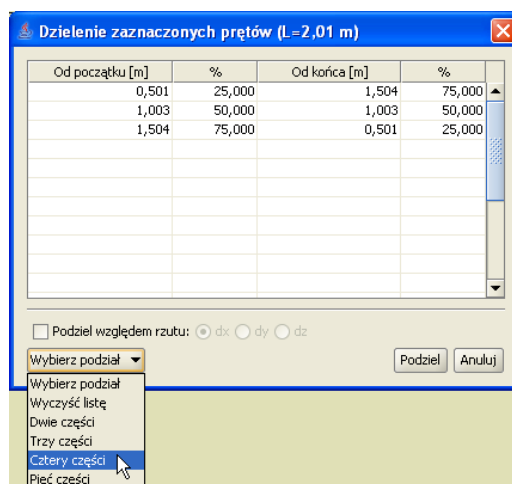 Dzielenie zaznaczonych prętów (L=2,01 m)
Od początku [m] % Od końca [m] %
0,501 25,000 1,504 75,000
1,003 50,000 1,003 50,000
1,504 75,000 0,501 25,000
Podziel względem rzutu: dx dy dz
Wybierz podział Podziel Anuluj
Wybierz podział
Wyczyść listę
Dwie części
Trzy części
Cztery części
Pięć części